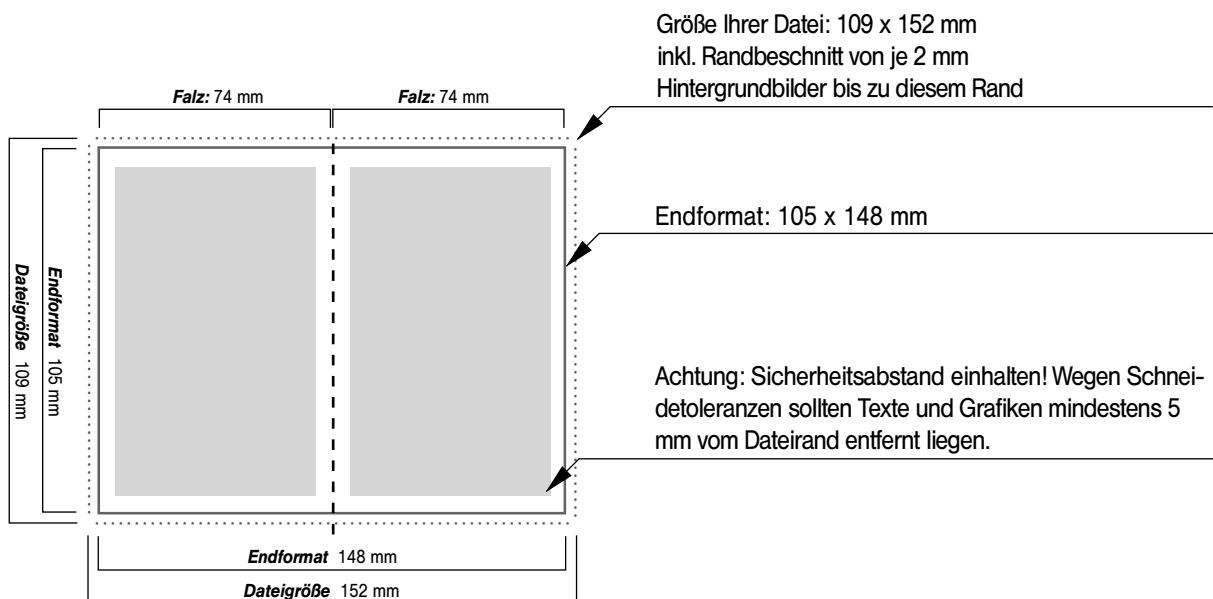 Größe Ihrer Datei: 109 x 152 mm
inkl. Randbeschnitt von je 2 mm
Hintergrundbilder bis zu diesem Rand
Falz: 74 mm
Falz: 74 mm
Endformat: 105 x 148 mm
Dateigröße 109 mm
Endformat 105 mm
Achtung: Sicherheitsabstand einhalten! Wegen Schnei-
detoleranzen sollten Texte und Grafiken mindestens 5
mm vom Dateirand entfernt liegen.
Endformat 148 mm
Dateigröße 152 mm